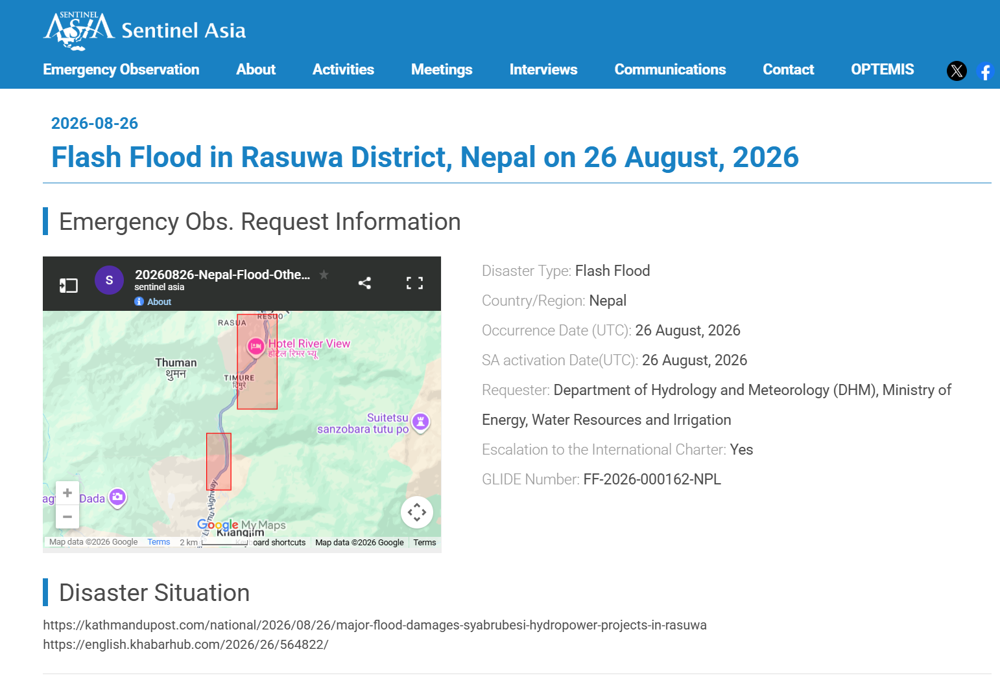 SENTINEL
ASIA
Sentinel Asia
Emergency Observation
About
Activities
Meetings
Interviews
Communications
Contact
OPTEMIS
2026-08-26
Flash Flood in Rasuwa District, Nepal on 26 August, 2026
Emergency Obs. Request Information
S
20260826-Nepal-Flood-Othe...
sentinel asia
About
RASUA
RESUO
Hotel River View
होटेल रिभर भ्यू
Thuman
थुमन
TIMURE
टिमुरे
Suitetsu
sanzobara tutu po
Dada
Highway
Google My Maps
Khangjim
Map data ©2026 Google
Terms
2 km
Keyboard shortcuts
Map data ©2026 Google
Terms
Disaster Type: Flash Flood
Country/Region: Nepal
Occurrence Date (UTC): 26 August, 2026
SA activation Date(UTC): 26 August, 2026
Requester: Department of Hydrology and Meteorology (DHM), Ministry of
Energy, Water Resources and Irrigation
Escalation to the International Charter: Yes
GLIDE Number: FF-2026-000162-NPL
Disaster Situation
https://kathmandupost.com/national/2026/08/26/major-flood-damages-syabrubesi-hydropower-projects-in-rasuwa
https://english.khabarhub.com/2026/26/564822/